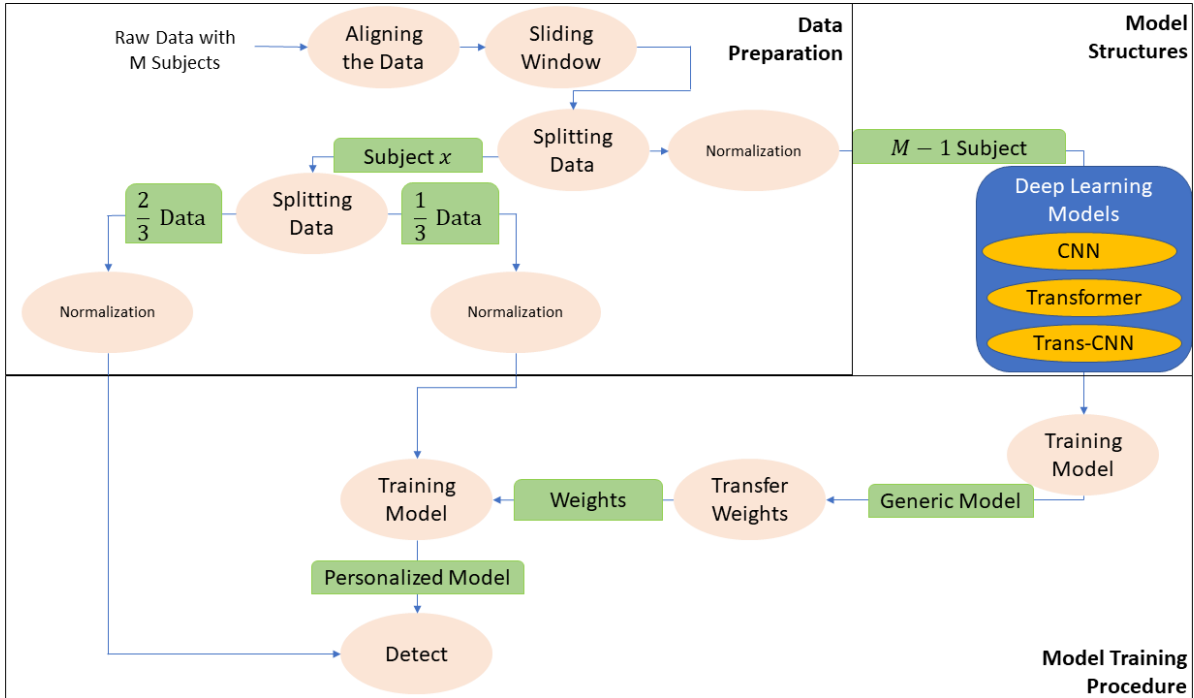 Raw Data with
M Subjects
Aligning
the Data
Sliding
Window
Data
Preparation
Model
Structures
Splitting
Data
Normalization
M − 1 Subject
Subject x
2/3 Data
Splitting
Data
1/3 Data
Deep Learning
Models
CNN
Transformer
Trans-CNN
Normalization
Normalization
Training
Model
Generic Model
Transfer
Weights
Weights
Training
Model
Personalized Model
Detect
Model Training
Procedure